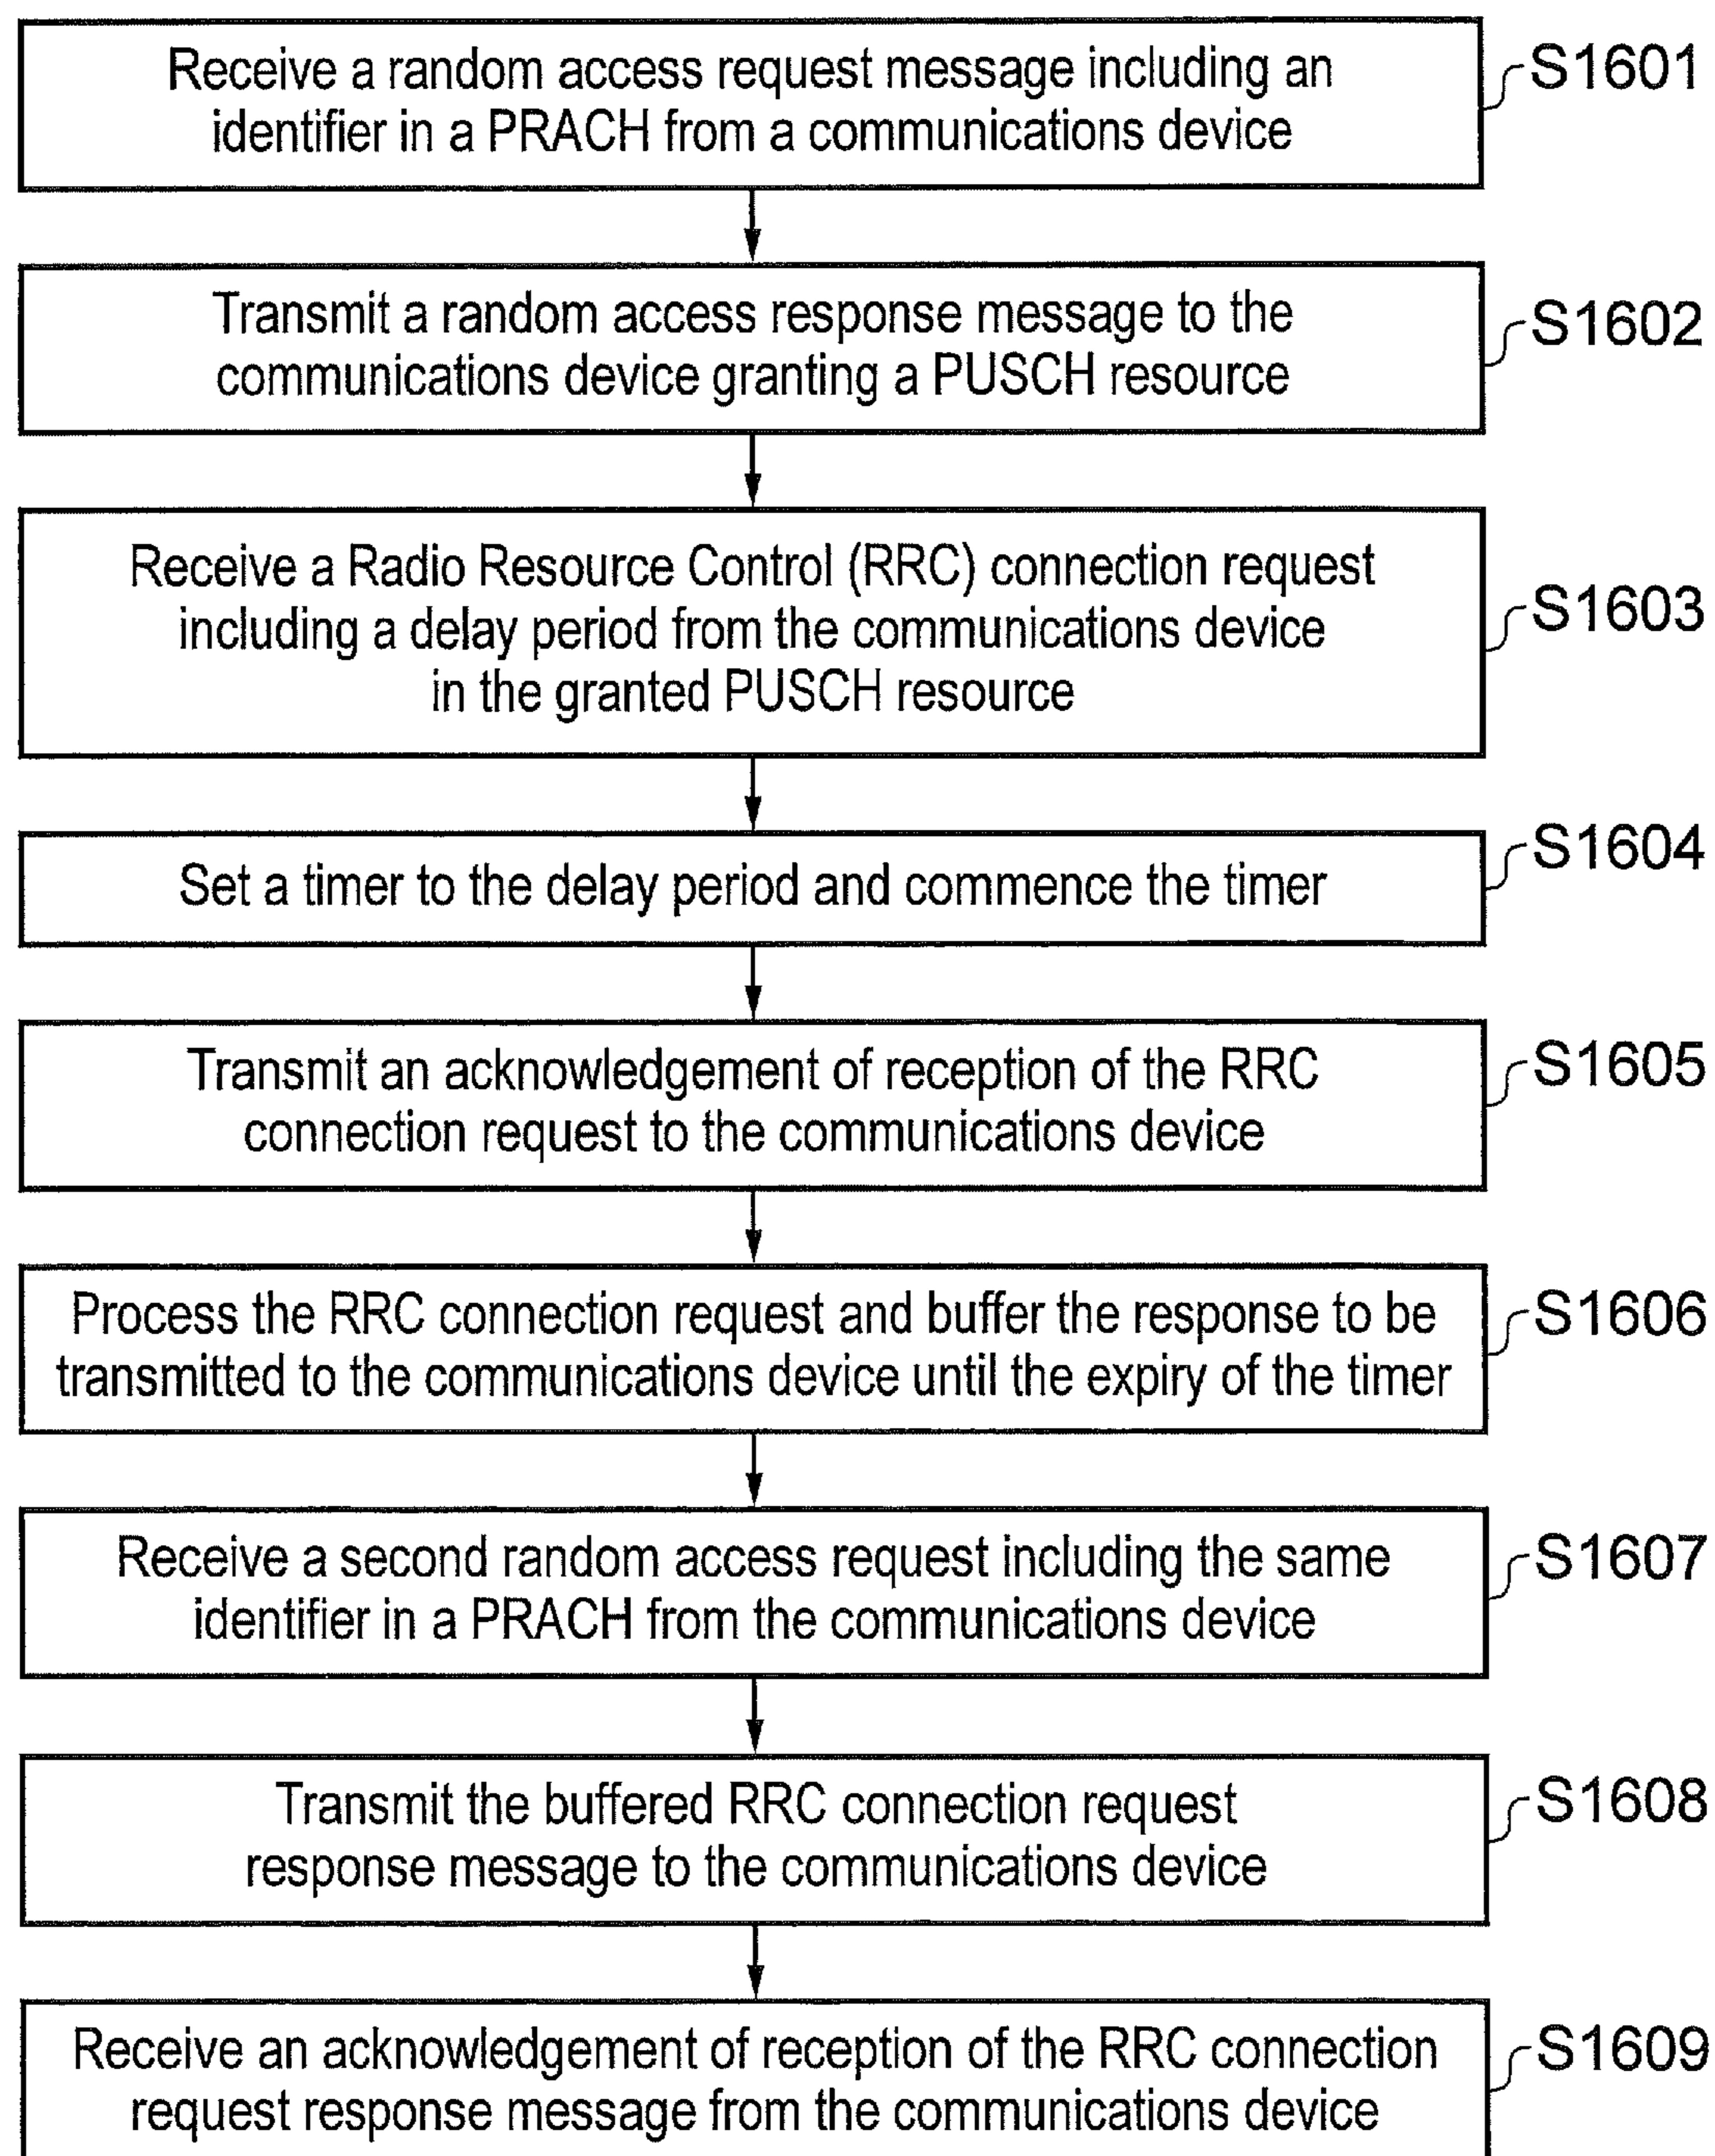 Receive a random access request message including an
identifier in a PRACH from a communications device
S1601
Transmit a random access response message to the
communications device granting a PUSCH resource
S1602
Receive a Radio Resource Control (RRC) connection request
including a delay period from the communications device
in the granted PUSCH resource
S1603
Set a timer to the delay period and commence the timer
S1604
Transmit an acknowledgement of reception of the RRC
connection request to the communications device
S1605
Process the RRC connection request and buffer the response to be
transmitted to the communications device until the expiry of the timer
S1606
Receive a second random access request including the same
identifier in a PRACH from the communications device
S1607
Transmit the buffered RRC connection request
response message to the communications device
S1608
Receive an acknowledgement of reception of the RRC connection
request response message from the communications device
S1609